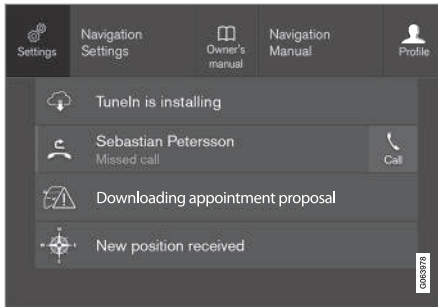 Settings
Navigation
Settings
Owner's
manual
Navigation
Manual
Profile
TuneIn is installing
Sebastian Petersson
Missed call
Call
Downloading appointment proposal
New position received
G063978